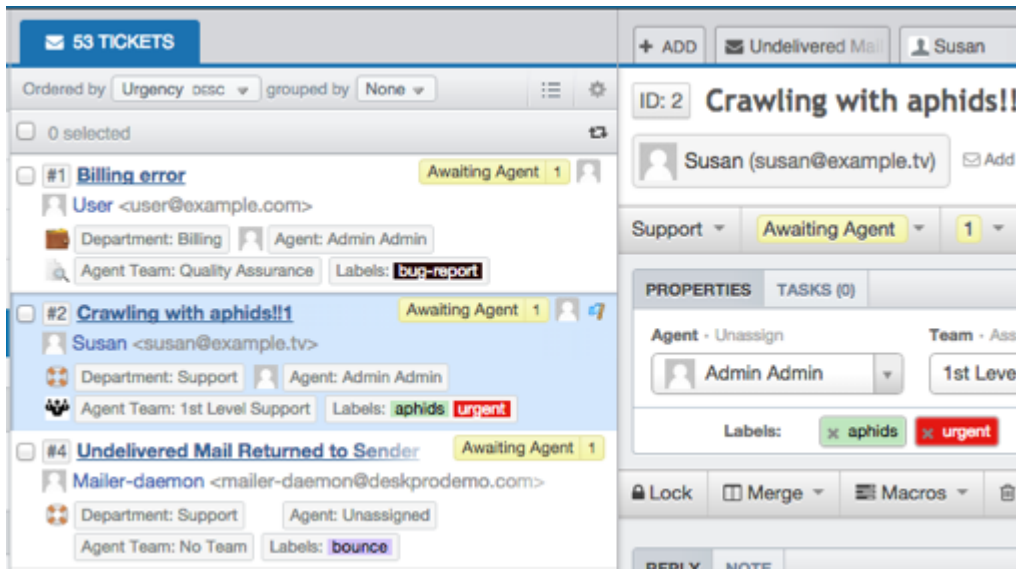 53 TICKETS
Ordered by Urgency DESC grouped by None
0 selected
#1 Billing error Awaiting Agent 1
User <user@example.com>
Department: Billing Agent: Admin Admin
Agent Team: Quality Assurance Labels: bug-report
#2 Crawling with aphids!!1 Awaiting Agent 1
Susan <susan@example.tv>
Department: Support Agent: Admin Admin
Agent Team: 1st Level Support Labels: aphids urgent
#4 Undelivered Mail Returned to Sender Awaiting Agent 1
Mailer-daemon <mailer-daemon@deskprodemo.com>
Department: Support Agent: Unassigned
Agent Team: No Team Labels: bounce
+ ADD Undelivered Mail Susan
ID: 2 Crawling with aphids!!
Susan (susan@example.tv) Add
Support Awaiting Agent 1
PROPERTIES TASKS (0)
Agent - Unassign Team - Ass
Admin Admin 1st Leve
Labels: aphids urgent
Lock Merge Macros
REPLY NOTE